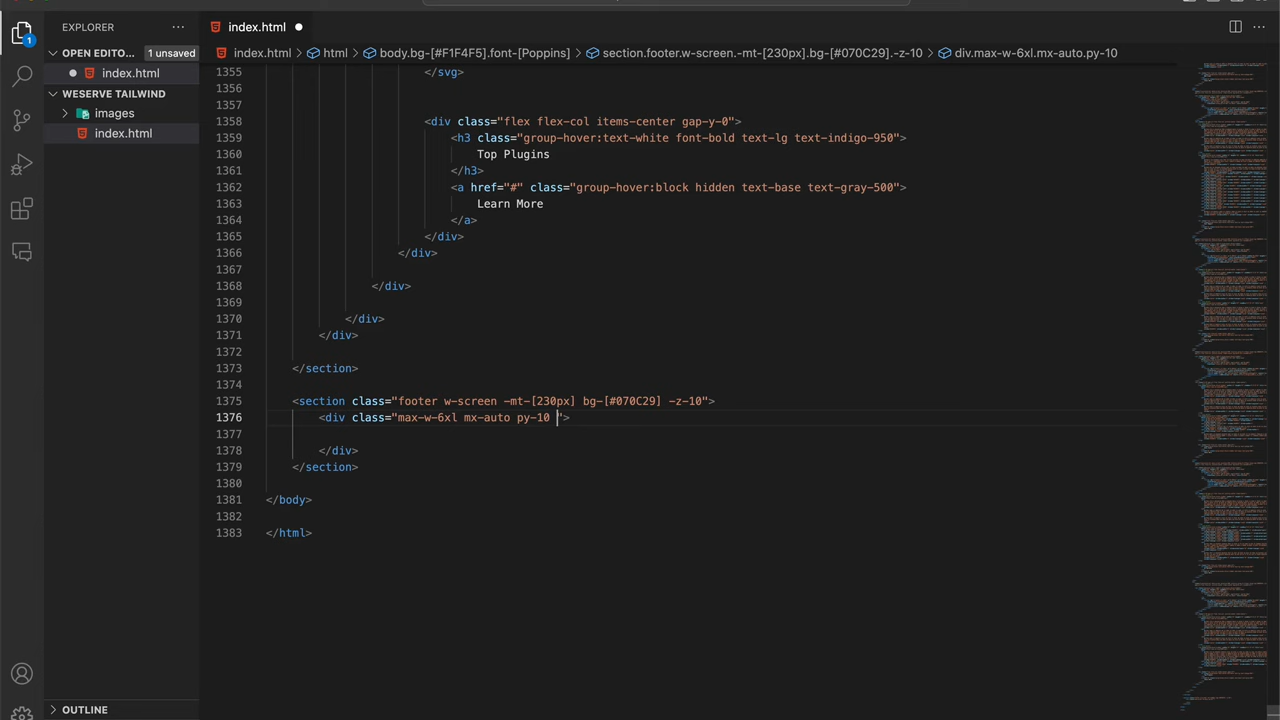 EXPLORER
index.html
OPEN EDITO... 1 unsaved
index.html
index.html > html > body.bg-[#F1F4F5].font-[Poppins] > section.footer.w-screen.-mt-[230px].bg-[#070C29].-z-10 > div.max-w-6xl.mx-auto.py-10
WESERVE TAILWIND
images
index.html
1
1355 </svg>
1356
1357
1358 <div class="flex flex-col items-center gap-y-0">
1359 <h3 class="group-hover:text-white font-bold text-lg text-indigo-950">
1360 Top Players
1361 </h3>
1362 <a href="#" class="group-hover:block hidden text-base text-gray-500">
1363 Learn More
1364 </a>
1365 </div>
1366 </div>
1367
1368 </div>
1369
1370 </div>
1371 </div>
1372
1373 </section>
1374
1375 <section class="footer w-screen -mt-[230px] bg-[#070C29] -z-10">
1376 <div class="max-w-6xl mx-auto py-10 ">
1377
1378 </div>
1379 </section>
1380
1381 </body>
1382
1383 </html>
OUTLINE